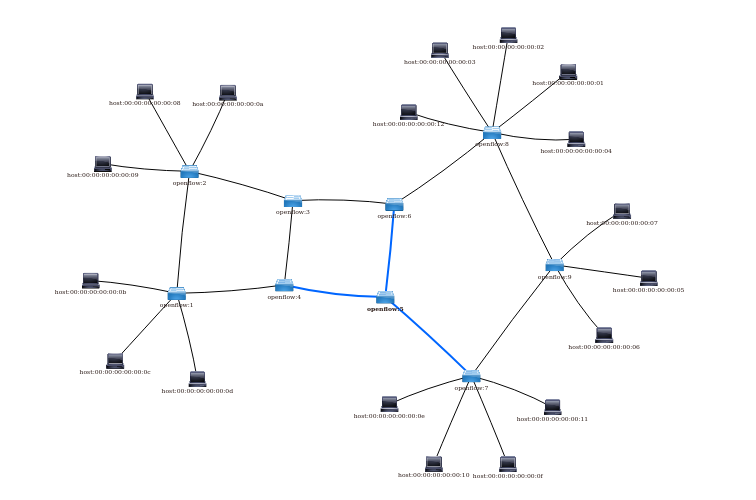 host:00:00:00:00:00:02
host:00:00:00:00:00:03
host:00:00:00:00:00:01
host:00:00:00:00:00:08
host:00:00:00:00:00:0a
host:00:00:00:00:00:12
openflow:8
host:00:00:00:00:00:04
host:00:00:00:00:00:09
openflow:2
openflow:3
openflow:6
host:00:00:00:00:00:07
openflow:9
host:00:00:00:00:00:0b
host:00:00:00:00:00:05
openflow:1
openflow:4
openflow:5
host:00:00:00:00:00:06
host:00:00:00:00:00:0c
host:00:00:00:00:00:0d
openflow:7
host:00:00:00:00:00:0e
host:00:00:00:00:00:11
host:00:00:00:00:00:10
host:00:00:00:00:00:0f